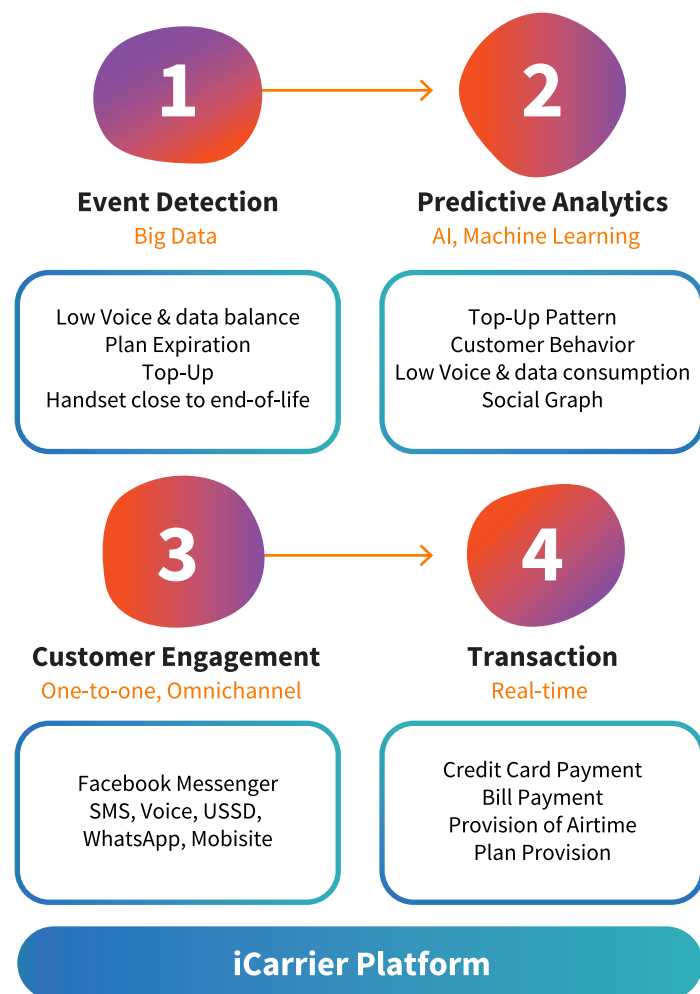 1
2
Event Detection
Big Data
Predictive Analytics
AI, Machine Learning
Low Voice & data balance
Plan Expiration
Top-Up
Handset close to end-of-life
Top-Up Pattern
Customer Behavior
Low Voice & data consumption
Social Graph
3
4
Customer Engagement
One-to-one, Omnichannel
Transaction
Real-time
Facebook Messenger
SMS, Voice, USSD,
WhatsApp, Mobisite
Credit Card Payment
Bill Payment
Provision of Airtime
Plan Provision
iCarrier Platform